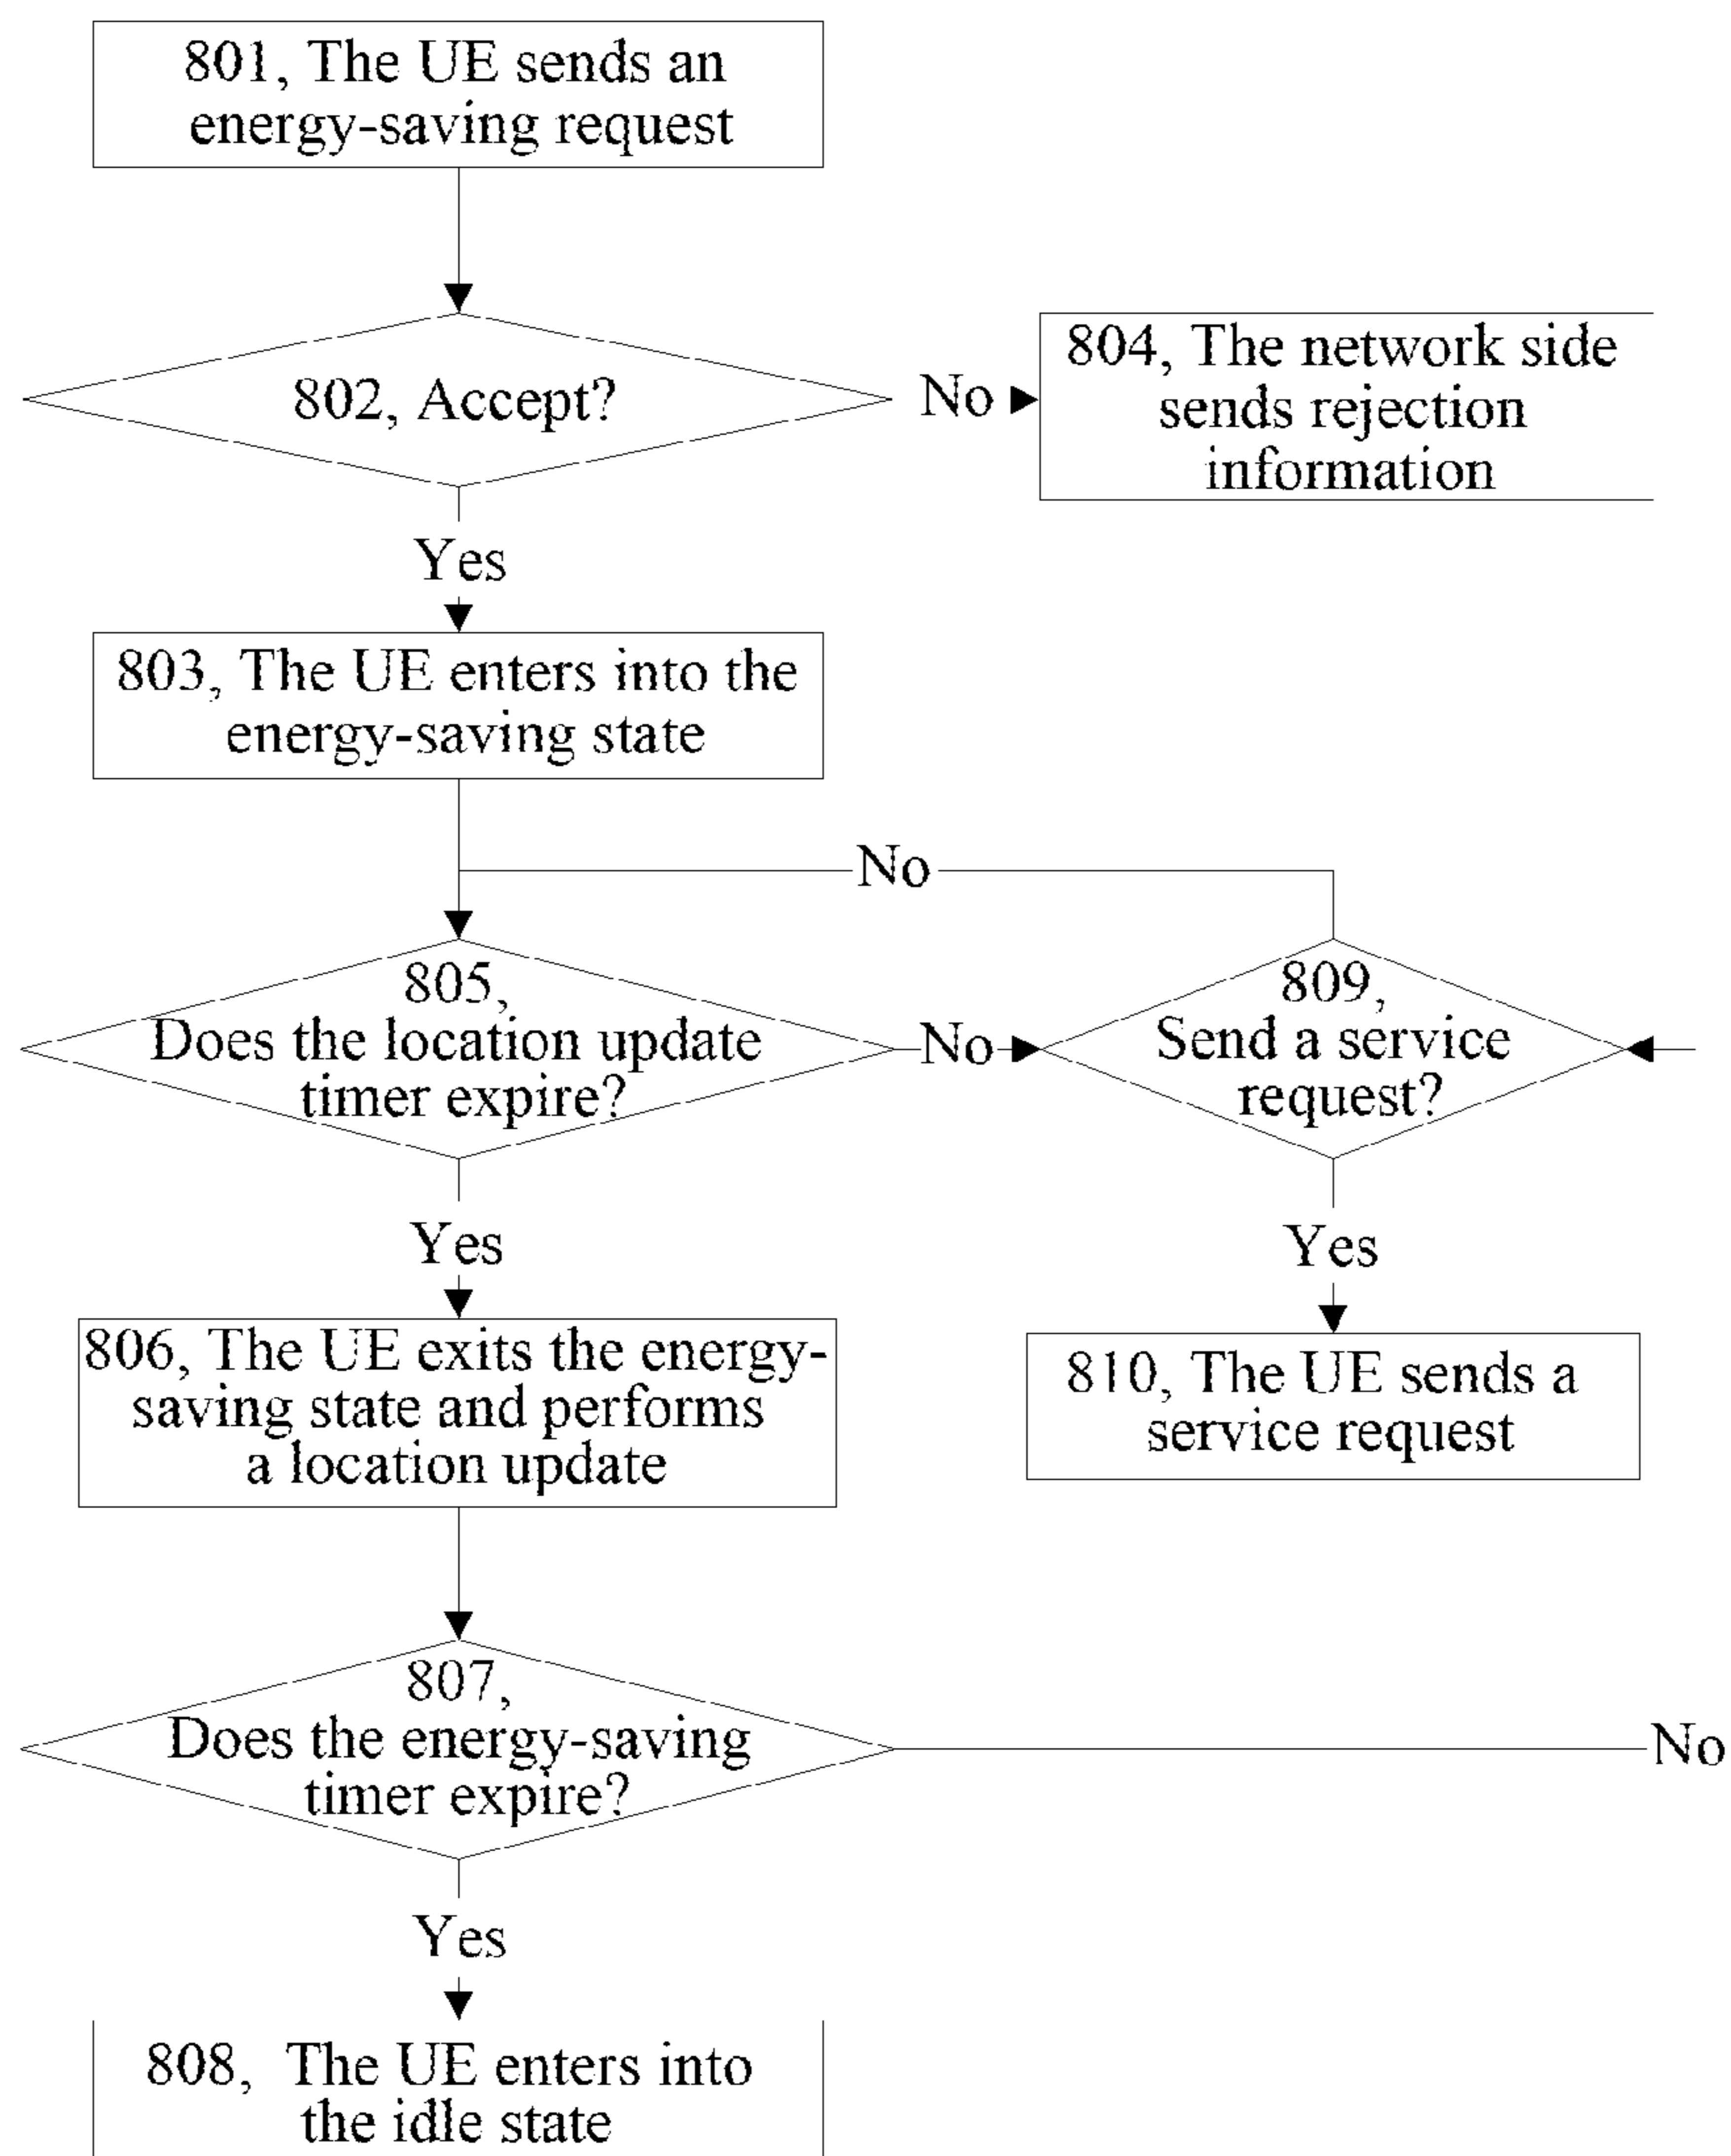 801, The UE sends an
energy-saving request
802, Accept?
No
804, The network side
sends rejection
information
Yes
803, The UE enters into the
energy-saving state
No
805,
Does the location update
timer expire?
No
809,
Send a service
request?
Yes
Yes
806, The UE exits the energy-
saving state and performs
a location update
810, The UE sends a
service request
807,
Does the energy-saving
timer expire?
No
Yes
808, The UE enters into
the idle state